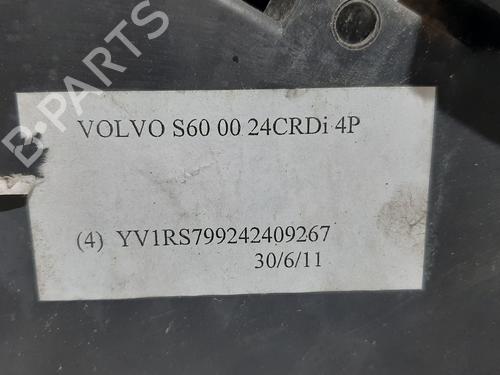 VOLVO S60 00 24CRDi 4P
(4) YV1RS799242409267
30/6/11
B-PARTS